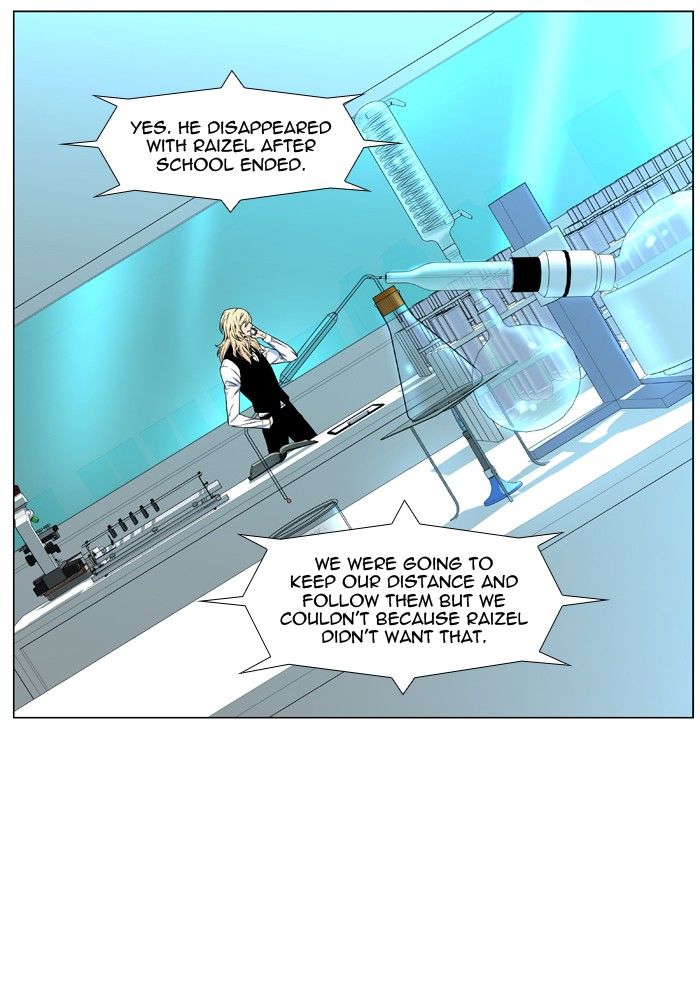 YES. HE DISAPPEARED
WITH RAIZEL AFTER
SCHOOL ENDED.
WE WERE GOING TO
KEEP OUR DISTANCE AND
FOLLOW THEM BUT WE
COULDN'T BECAUSE RAIZEL
DIDN'T WANT THAT.